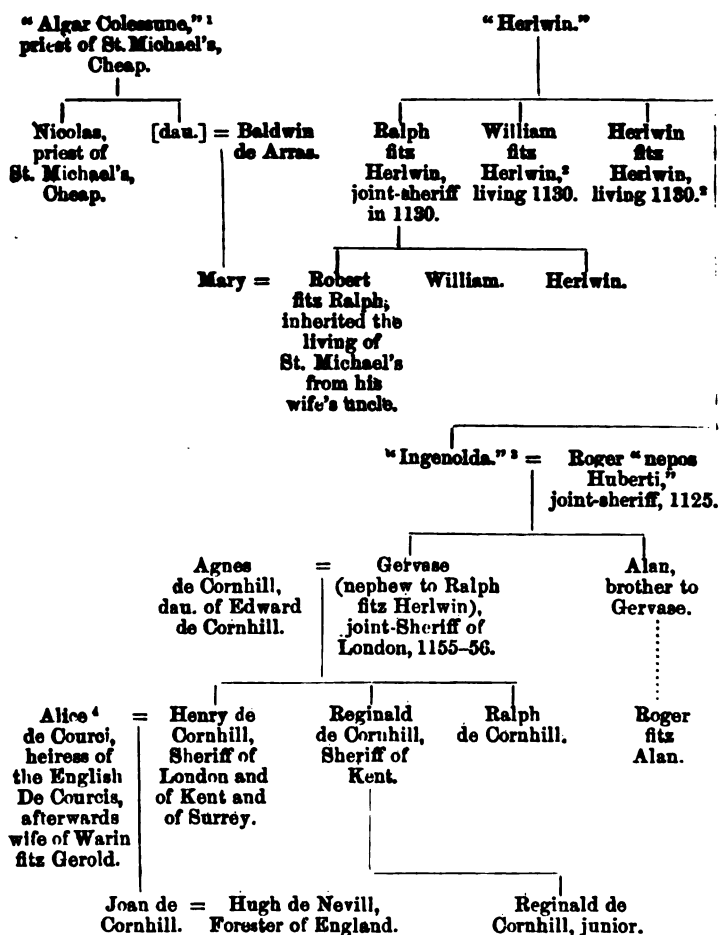 "Algar Colessune," ¹
priest of St. Michael's,
Cheap.
"Herlwin."
Nicolas,
priest of
St. Michael's,
Cheap.
[dau.] = Baldwin
de Arras.
Ralph
fitz
Herlwin,
joint-sheriff
in 1130.
William
fitz
Herlwin,²
living 1130.
Herlwin
fitz
Herlwin,
living 1130.²
Mary =
Robert
fitz Ralph,
inherited the
living of
St. Michael's
from his
wife's uncle.
William.
Herlwin.
"Ingenolda." ³ =
Roger "nepos
Huberti,"
joint-sheriff, 1125.
Agnes
de Cornhill,
dau. of Edward
de Cornhill.
=
Gervase
(nephew to Ralph
fitz Herlwin),
joint-Sheriff of
London, 1155–56.
Alan,
brother to
Gervase.
Alice ⁴
de Courci,
heiress of
the English
De Courcis,
afterwards
wife of Warin
fitz Gerold.
=
Henry de
Cornhill,
Sheriff of
London and
of Kent and
of Surrey.
Reginald
de Cornhill,
Sheriff of
Kent.
Ralph
de Cornhill.
Roger
fitz
Alan.
Joan de
Cornhill.
=
Hugh de Nevill,
Forester of England.
Reginald de
Cornhill, junior.